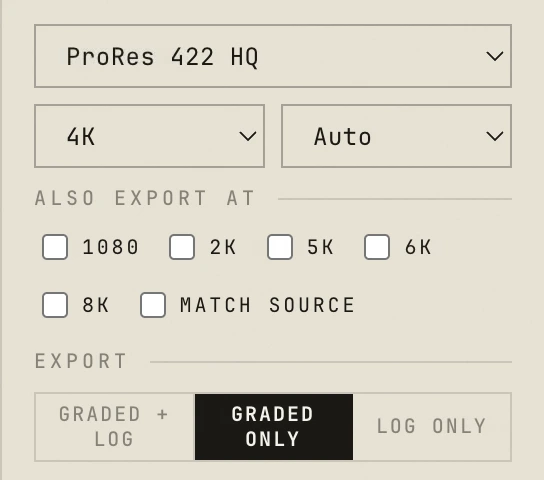 ProRes 422 HQ
4K Auto
ALSO EXPORT AT
1080 2K 5K 6K
8K MATCH SOURCE
EXPORT
GRADED +
LOG
GRADED
ONLY
LOG ONLY